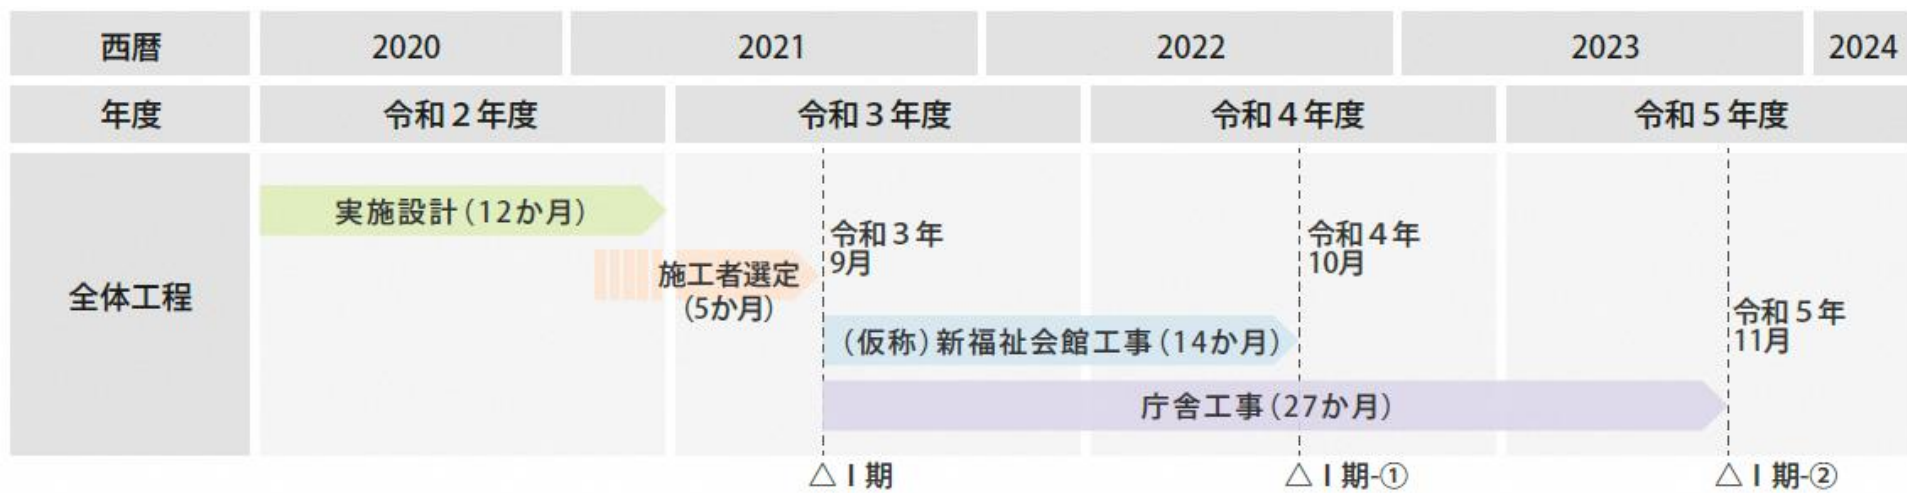 西暦 2020 2021 2022 2023 2024
年度 令和2年度 令和3年度 令和4年度 令和5年度
全体工程
実施設計(12か月)
施工者選定
(5か月)
令和3年
9月
令和4年
10月
(仮称)新福祉会館工事(14か月)
令和5年
11月
庁舎工事(27か月)
△Ⅰ期 △Ⅰ期-① △Ⅰ期-②